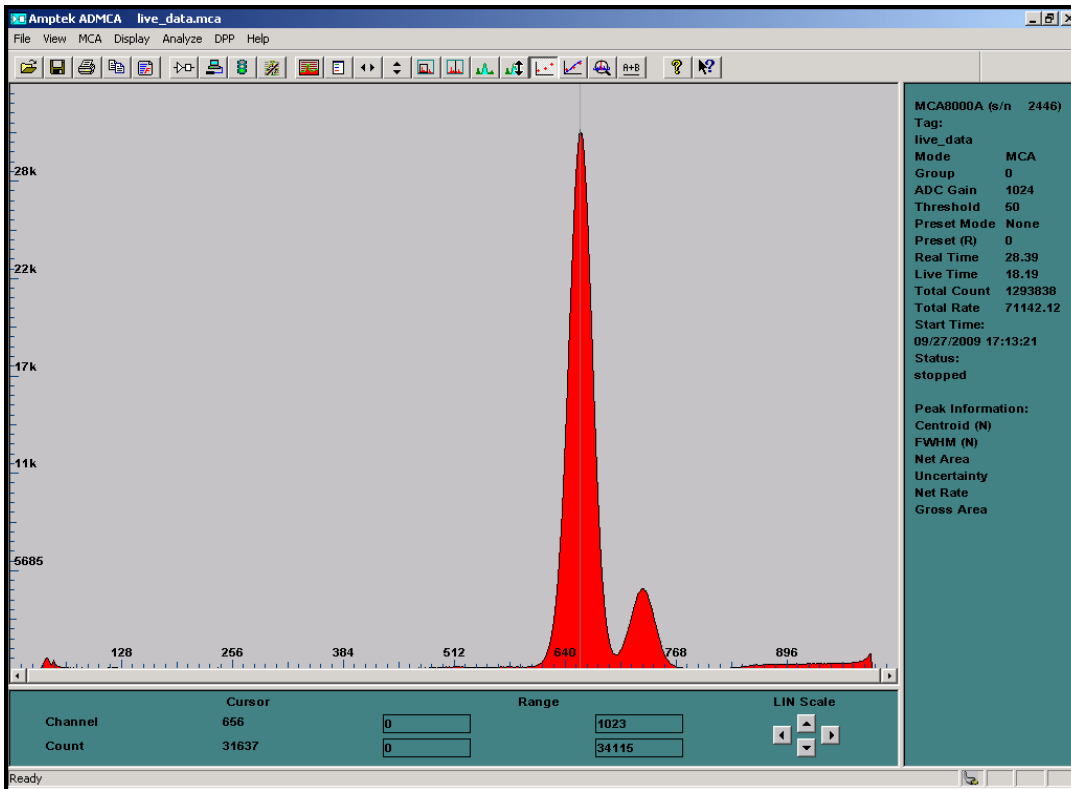 Amptek ADMCA live_data.mca
File View MCA Display Analyze DPP Help
A+B
28k
22k
17k
11k
5685
128 256 384 512 640 768 896
MCA8000A (s/n 2446)
Tag:
live_data
Mode MCA
Group 0
ADC Gain 1024
Threshold 50
Preset Mode None
Preset (R) 0
Real Time 28.39
Live Time 18.19
Total Count 1293838
Total Rate 71142.12
Start Time:
09/27/2009 17:13:21
Status:
stopped
Peak Information:
Centroid (N)
FWHM (N)
Net Area
Uncertainty
Net Rate
Gross Area
Cursor Range LIN Scale
Channel 656 0 1023
Count 31637 0 34115
Ready